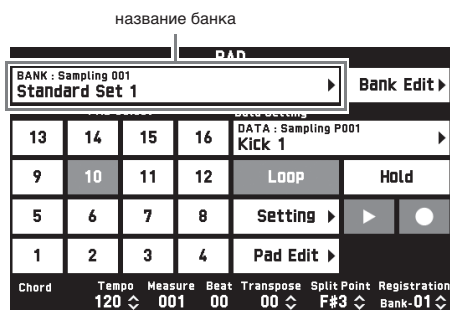 название банка
PAD
BANK : Sampling 001
Standard Set 1
Bank Edit
Data Setting
13 14 15 16 DATA : Sampling P001
Kick 1
9 10 11 12 Loop Hold
5 6 7 8 Setting
1 2 3 4 Pad Edit
Chord Tempo Measure Beat Transpose Split Point Registration
120 001 00 00 F#3 Bank-01